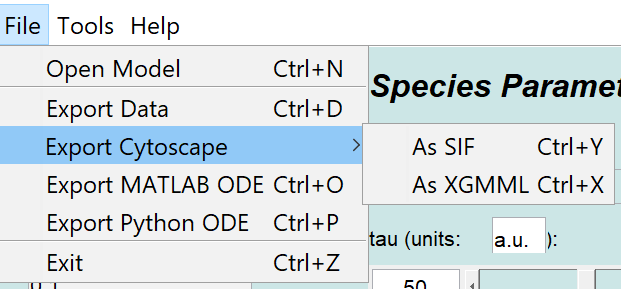 File Tools Help
Open Model Ctrl+N
Export Data Ctrl+D
Export Cytoscape
Export MATLAB ODE Ctrl+O
Export Python ODE Ctrl+P
Exit Ctrl+Z
As SIF Ctrl+Y
As XGMML Ctrl+X
Species Paramet
tau (units: a.u. ):
50